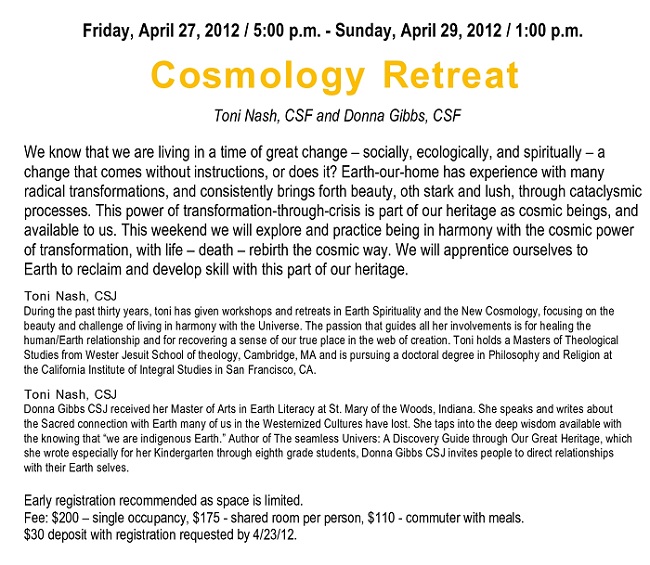 Friday, April 27, 2012 / 5:00 p.m. - Sunday, April 29, 2012 / 1:00 p.m.
Cosmology Retreat
Toni Nash, CSF and Donna Gibbs, CSF
We know that we are living in a time of great change – socially, ecologically, and spiritually – a
change that comes without instructions, or does it? Earth-our-home has experience with many
radical transformations, and consistently brings forth beauty, oth stark and lush, through cataclysmic
processes. This power of transformation-through-crisis is part of our heritage as cosmic beings, and
available to us. This weekend we will explore and practice being in harmony with the cosmic power
of transformation, with life – death – rebirth the cosmic way. We will apprentice ourselves to
Earth to reclaim and develop skill with this part of our heritage.
Toni Nash, CSJ
During the past thirty years, toni has given workshops and retreats in Earth Spirituality and the New Cosmology, focusing on the
beauty and challenge of living in harmony with the Universe. The passion that guides all her involvements is for healing the
human/Earth relationship and for recovering a sense of our true place in the web of creation. Toni holds a Masters of Theological
Studies from Wester Jesuit School of theology, Cambridge, MA and is pursuing a doctoral degree in Philosophy and Religion at
the California Institute of Integral Studies in San Francisco, CA.
Toni Nash, CSJ
Donna Gibbs CSJ received her Master of Arts in Earth Literacy at St. Mary of the Woods, Indiana. She speaks and writes about
the Sacred connection with Earth many of us in the Westernized Cultures have lost. She taps into the deep wisdom available with
the knowing that “we are indigenous Earth.” Author of The seamless Univers: A Discovery Guide through Our Great Heritage, which
she wrote especially for her Kindergarten through eighth grade students, Donna Gibbs CSJ invites people to direct relationships
with their Earth selves.
Early registration recommended as space is limited.
Fee: $200 – single occupancy, $175 - shared room per person, $110 - commuter with meals.
$30 deposit with registration requested by 4/23/12.